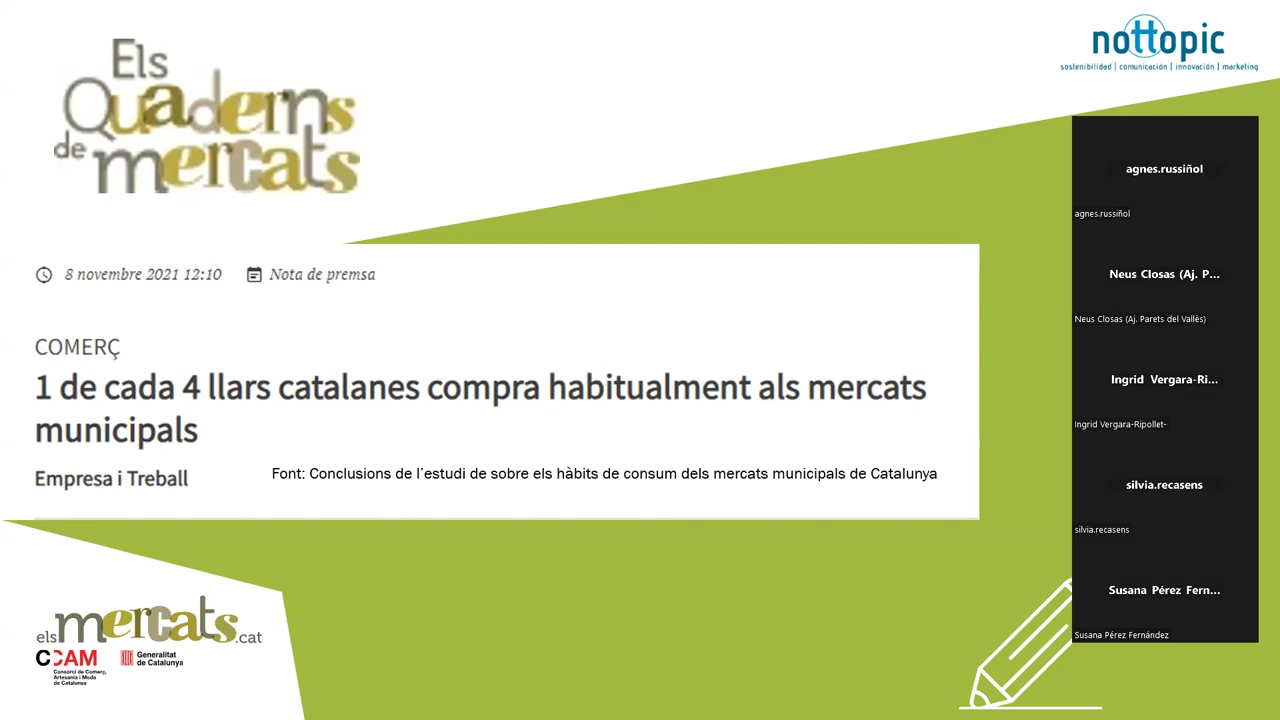 Els
Quaderns
de mercats
nottopic
sostenibilidad | comunicación | innovación | marketing
8 novembre 2021 12:10 Nota de premsa
COMERÇ
1 de cada 4 llars catalanes compra habitualment als mercats
municipals
Empresa i Treball
Font: Conclusions de l'estudi de sobre els hàbits de consum dels mercats municipals de Catalunya
agnes.russiñol
agnes.russiñol
Neus Closas (Aj. P...
Neus Closas (Aj. Parets del Vallès)
Ingrid Vergara-Ri...
Ingrid Vergara-Ripollet-
silvia.recasens
silvia.recasens
Susana Pérez Fern...
Susana Pérez Fernández
elsmercats.cat
CCAM
Consorci de Comerç,
Artesania i Moda
de Catalunya
Generalitat
de Catalunya